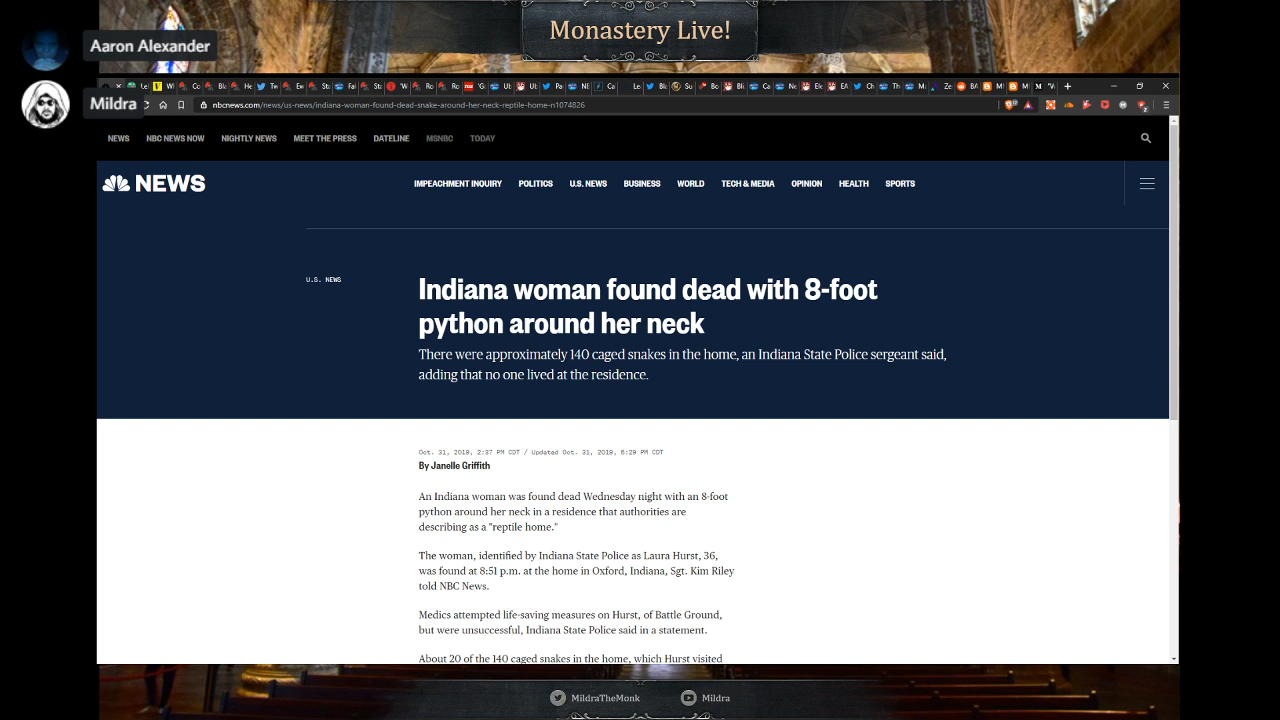 Monastery Live!
Aaron Alexander
Mildra
nbcnews.com/news/us-news/indiana-woman-found-dead-snake-around-her-neck-reptile-home-n1074826
NEWS NBC NEWS NOW NIGHTLY NEWS MEET THE PRESS DATELINE MSNBC TODAY
NEWS
IMPEACHMENT INQUIRY POLITICS U.S. NEWS BUSINESS WORLD TECH & MEDIA OPINION HEALTH SPORTS
U.S. NEWS
Indiana woman found dead with 8-foot
python around her neck
There were approximately 140 caged snakes in the home, an Indiana State Police sergeant said,
adding that no one lived at the residence.
Oct. 31, 2019, 2:37 PM CDT / Updated Oct. 31, 2019, 6:29 PM CDT
By Janelle Griffith
An Indiana woman was found dead Wednesday night with an 8-foot
python around her neck in a residence that authorities are
describing as a "reptile home."
The woman, identified by Indiana State Police as Laura Hurst, 36,
was found at 8:51 p.m. at the home in Oxford, Indiana, Sgt. Kim Riley
told NBC News.
Medics attempted life-saving measures on Hurst, of Battle Ground,
but were unsuccessful, Indiana State Police said in a statement.
About 20 of the 140 caged snakes in the home, which Hurst visited
MildraTheMonk Mildra